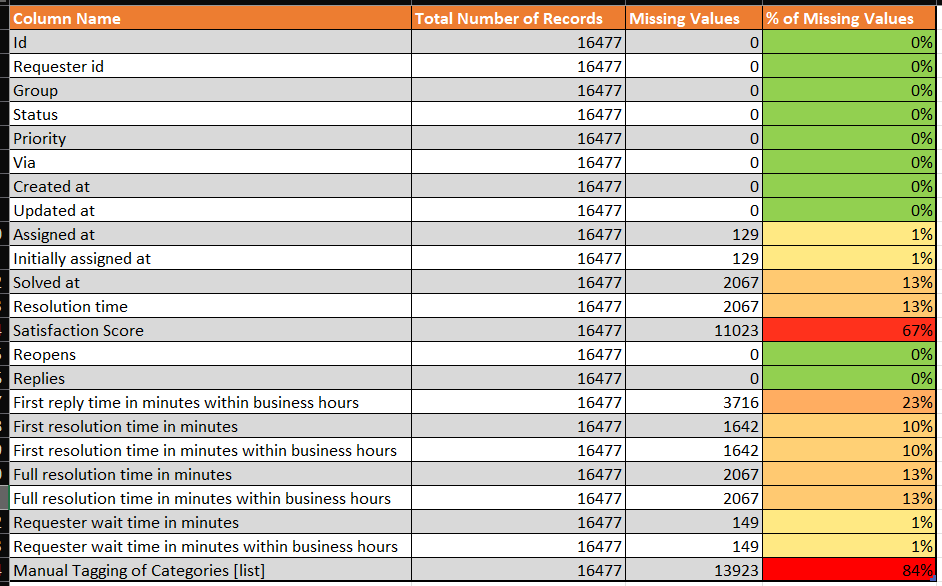 Column Name Total Number of Records Missing Values % of Missing Values
Id 16477 0 0%
Requester id 16477 0 0%
Group 16477 0 0%
Status 16477 0 0%
Priority 16477 0 0%
Via 16477 0 0%
Created at 16477 0 0%
Updated at 16477 0 0%
Assigned at 16477 129 1%
Initially assigned at 16477 129 1%
Solved at 16477 2067 13%
Resolution time 16477 2067 13%
Satisfaction Score 16477 11023 67%
Reopens 16477 0 0%
Replies 16477 0 0%
First reply time in minutes within business hours 16477 3716 23%
First resolution time in minutes 16477 1642 10%
First resolution time in minutes within business hours 16477 1642 10%
Full resolution time in minutes 16477 2067 13%
Full resolution time in minutes within business hours 16477 2067 13%
Requester wait time in minutes 16477 149 1%
Requester wait time in minutes within business hours 16477 149 1%
Manual Tagging of Categories [list] 16477 13923 84%